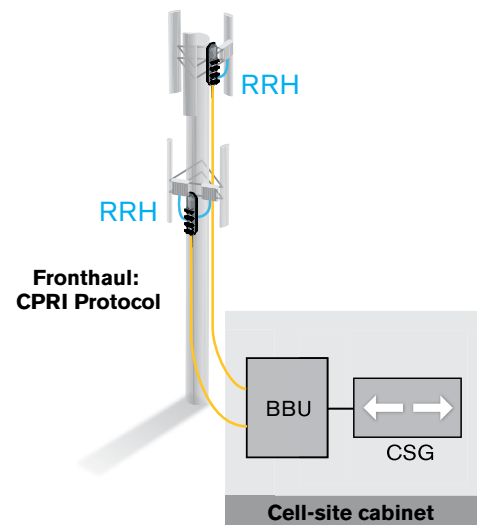 RRH
RRH
Fronthaul:
CPRI Protocol
BBU
CSG
Cell-site cabinet